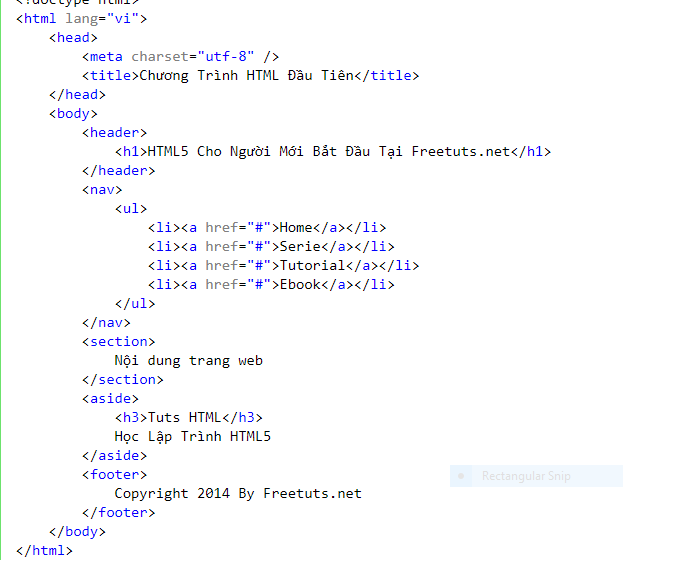 <!doctype html>
<html lang="vi">
<head>
<meta charset="utf-8" />
<title>Chương Trình HTML Đầu Tiên</title>
</head>
<body>
<header>
<h1>HTML5 Cho Người Mới Bắt Đầu Tại Freetuts.net</h1>
</header>
<nav>
<ul>
<li><a href="#">Home</a></li>
<li><a href="#">Serie</a></li>
<li><a href="#">Tutorial</a></li>
<li><a href="#">Ebook</a></li>
</ul>
</nav>
<section>
Nội dung trang web
</section>
<aside>
<h3>Tuts HTML</h3>
Học Lập Trình HTML5
</aside>
<footer>
Rectangular Snip
Copyright 2014 By Freetuts.net
</footer>
</body>
</html>